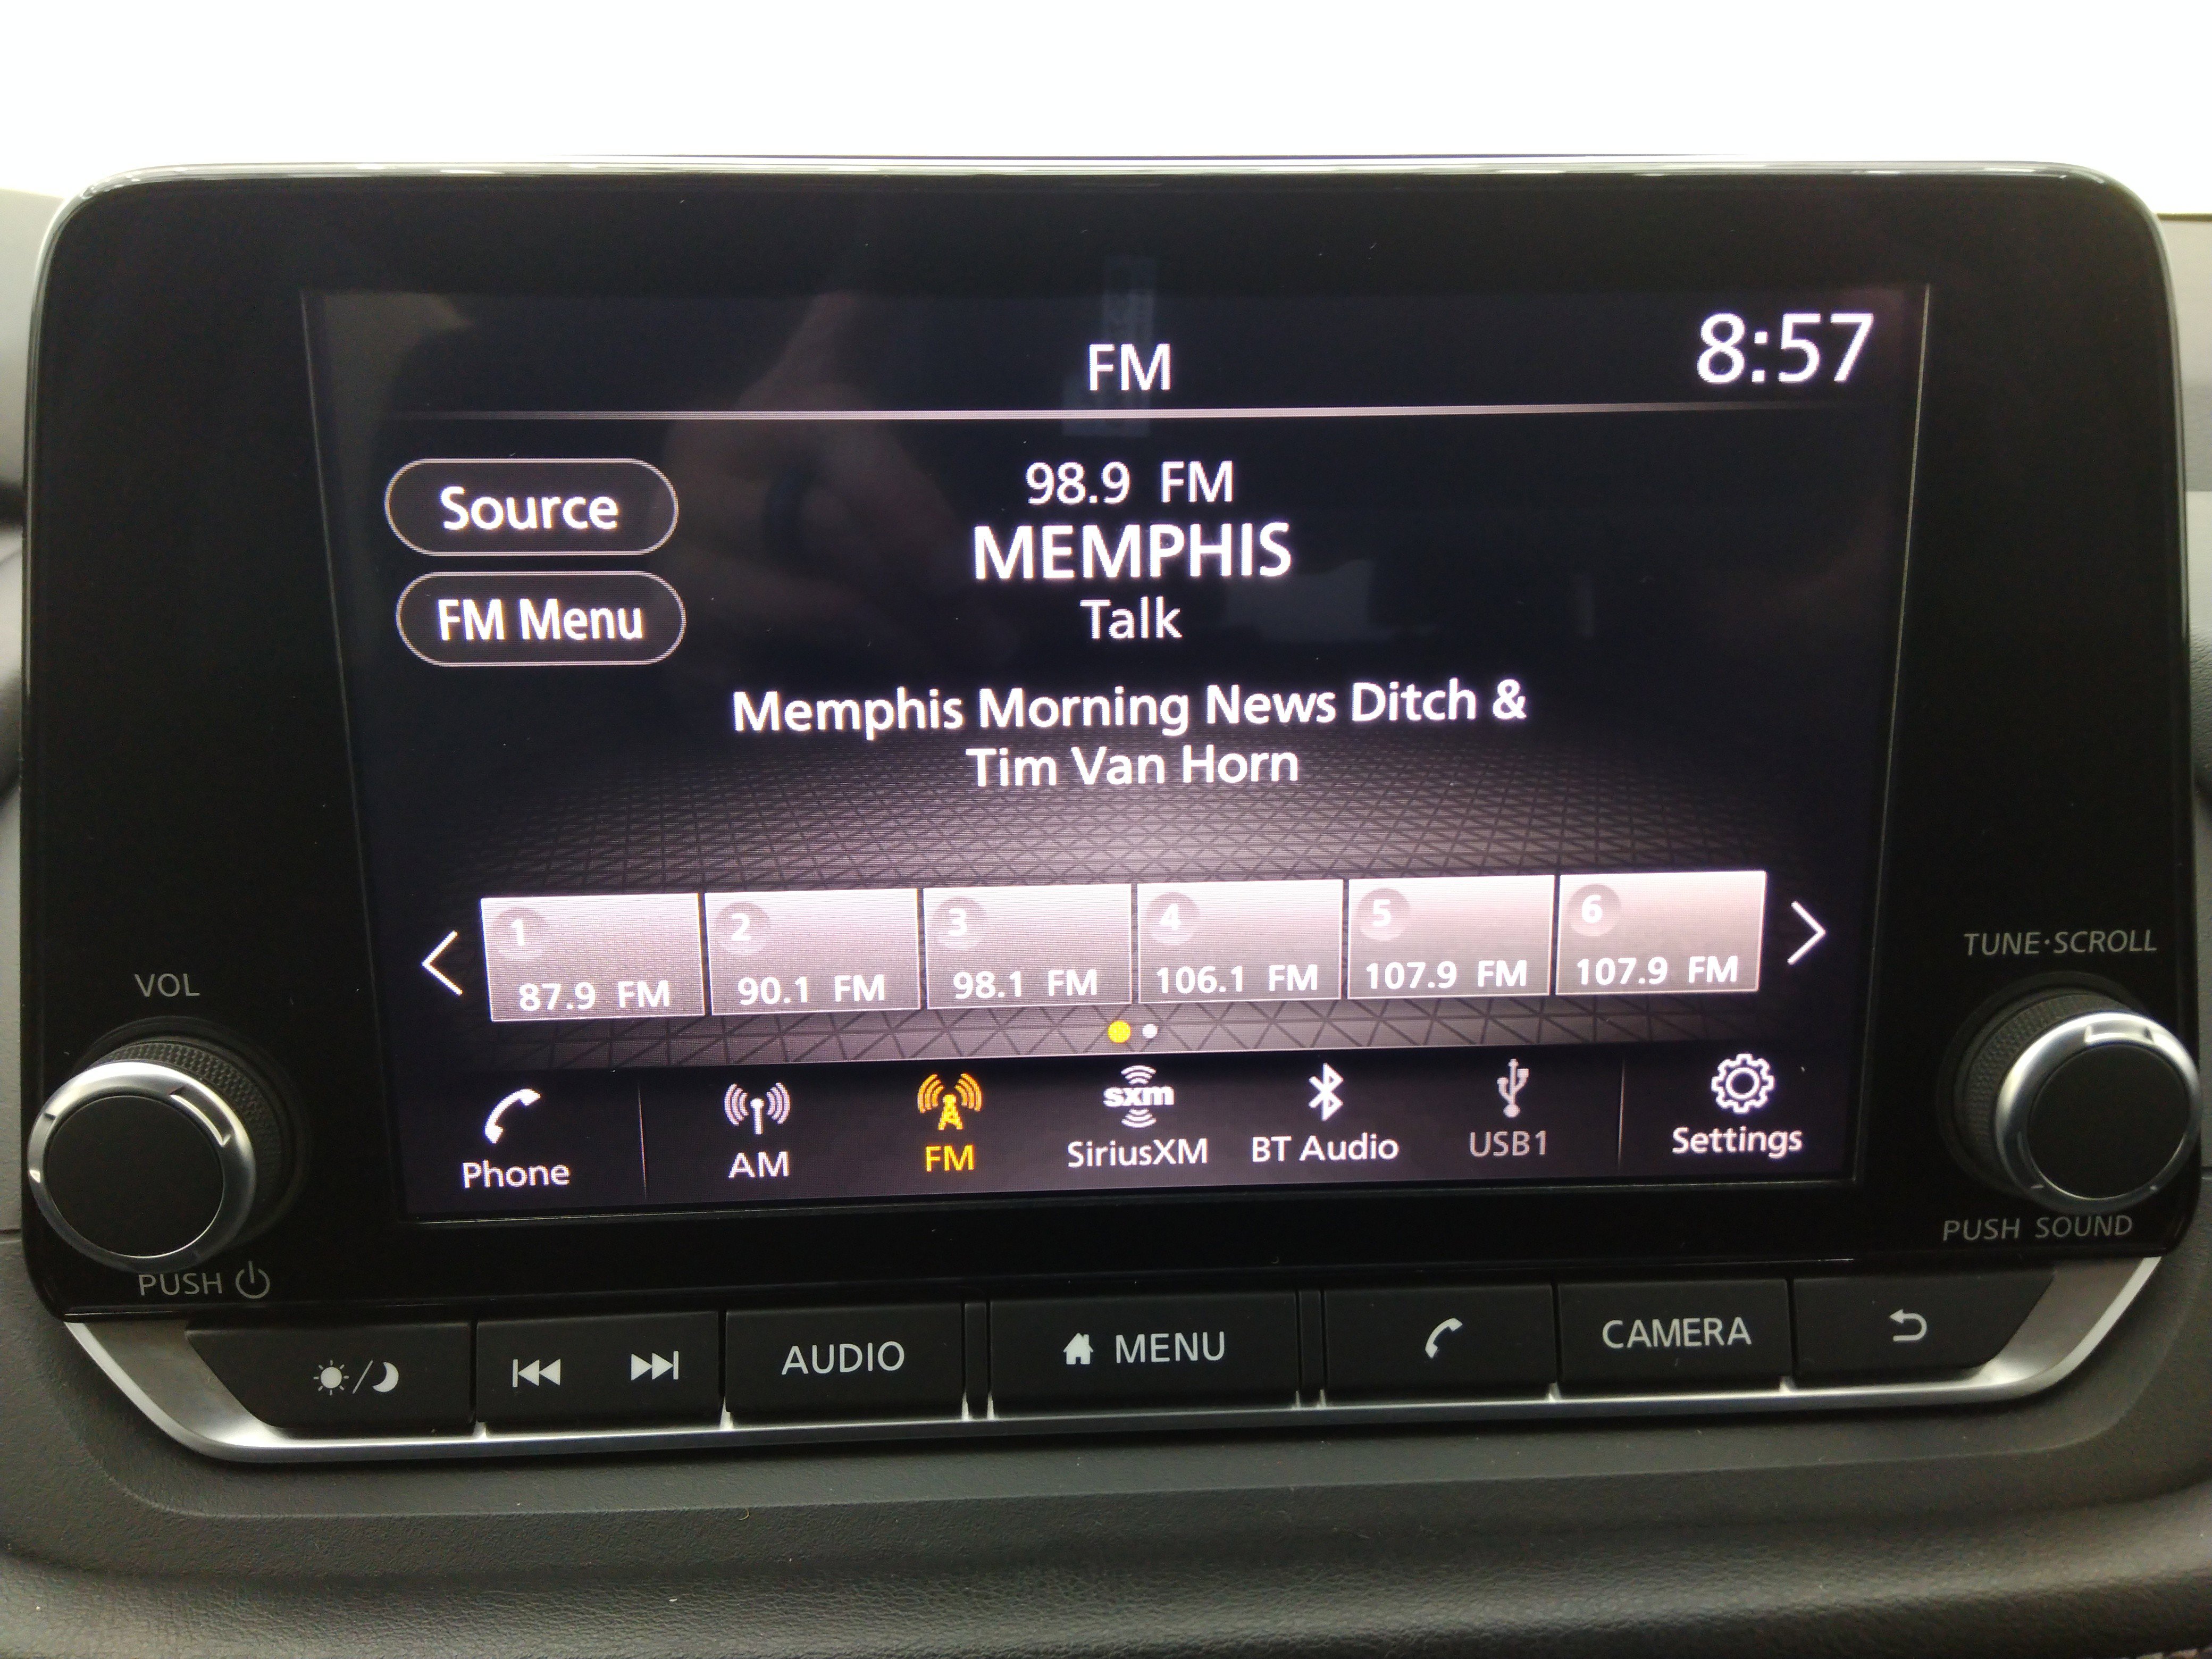 FM
8:57
Source
FM Menu
98.9 FM
MEMPHIS
Talk
Memphis Morning News Ditch &
Tim Van Horn
1
87.9 FM
2
90.1 FM
3
98.1 FM
4
106.1 FM
5
107.9 FM
6
107.9 FM
Phone
AM
FM
sxm
SiriusXM
BT Audio
USB1
Settings
VOL
PUSH
TUNE·SCROLL
PUSH SOUND
AUDIO
MENU
CAMERA